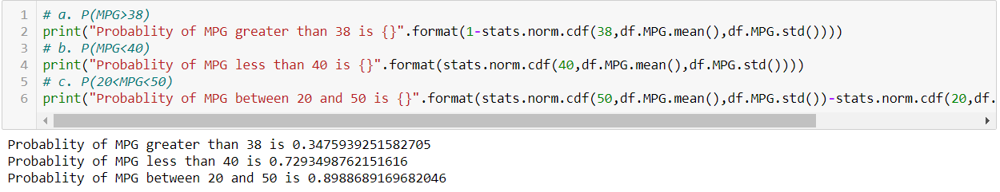 1 # a. P(MPG>38)
2 print("Probablity of MPG greater than 38 is {}".format(1-stats.norm.cdf(38,df.MPG.mean(),df.MPG.std())))
3 # b. P(MPG<40)
4 print("Probablity of MPG less than 40 is {}".format(stats.norm.cdf(40,df.MPG.mean(),df.MPG.std())))
5 # c. P(20<MPG<50)
6 print("Probablity of MPG between 20 and 50 is {}".format(stats.norm.cdf(50,df.MPG.mean(),df.MPG.std())-stats.norm.cdf(20,df.
Probablity of MPG greater than 38 is 0.3475939251582705
Probablity of MPG less than 40 is 0.7293498762151616
Probablity of MPG between 20 and 50 is 0.8988689169682046